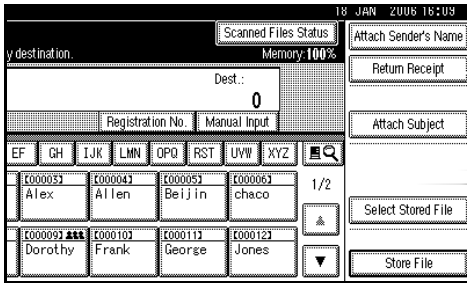 18 JAN 2006 16:09
Scanned Files Status
Attach Sender's Name
y destination.
Memory:100%
Return Receipt
Dest.:
0
Registration No.
Manual Input
Attach Subject
EF GH IJK LMN OPQ RST UVW XYZ
[00003] [00004] [00005] [00006]
Alex Allen Beijin chaco
1/2
Select Stored File
[00009] [00010] [00011] [00012]
Dorothy Frank George Jones
Store File